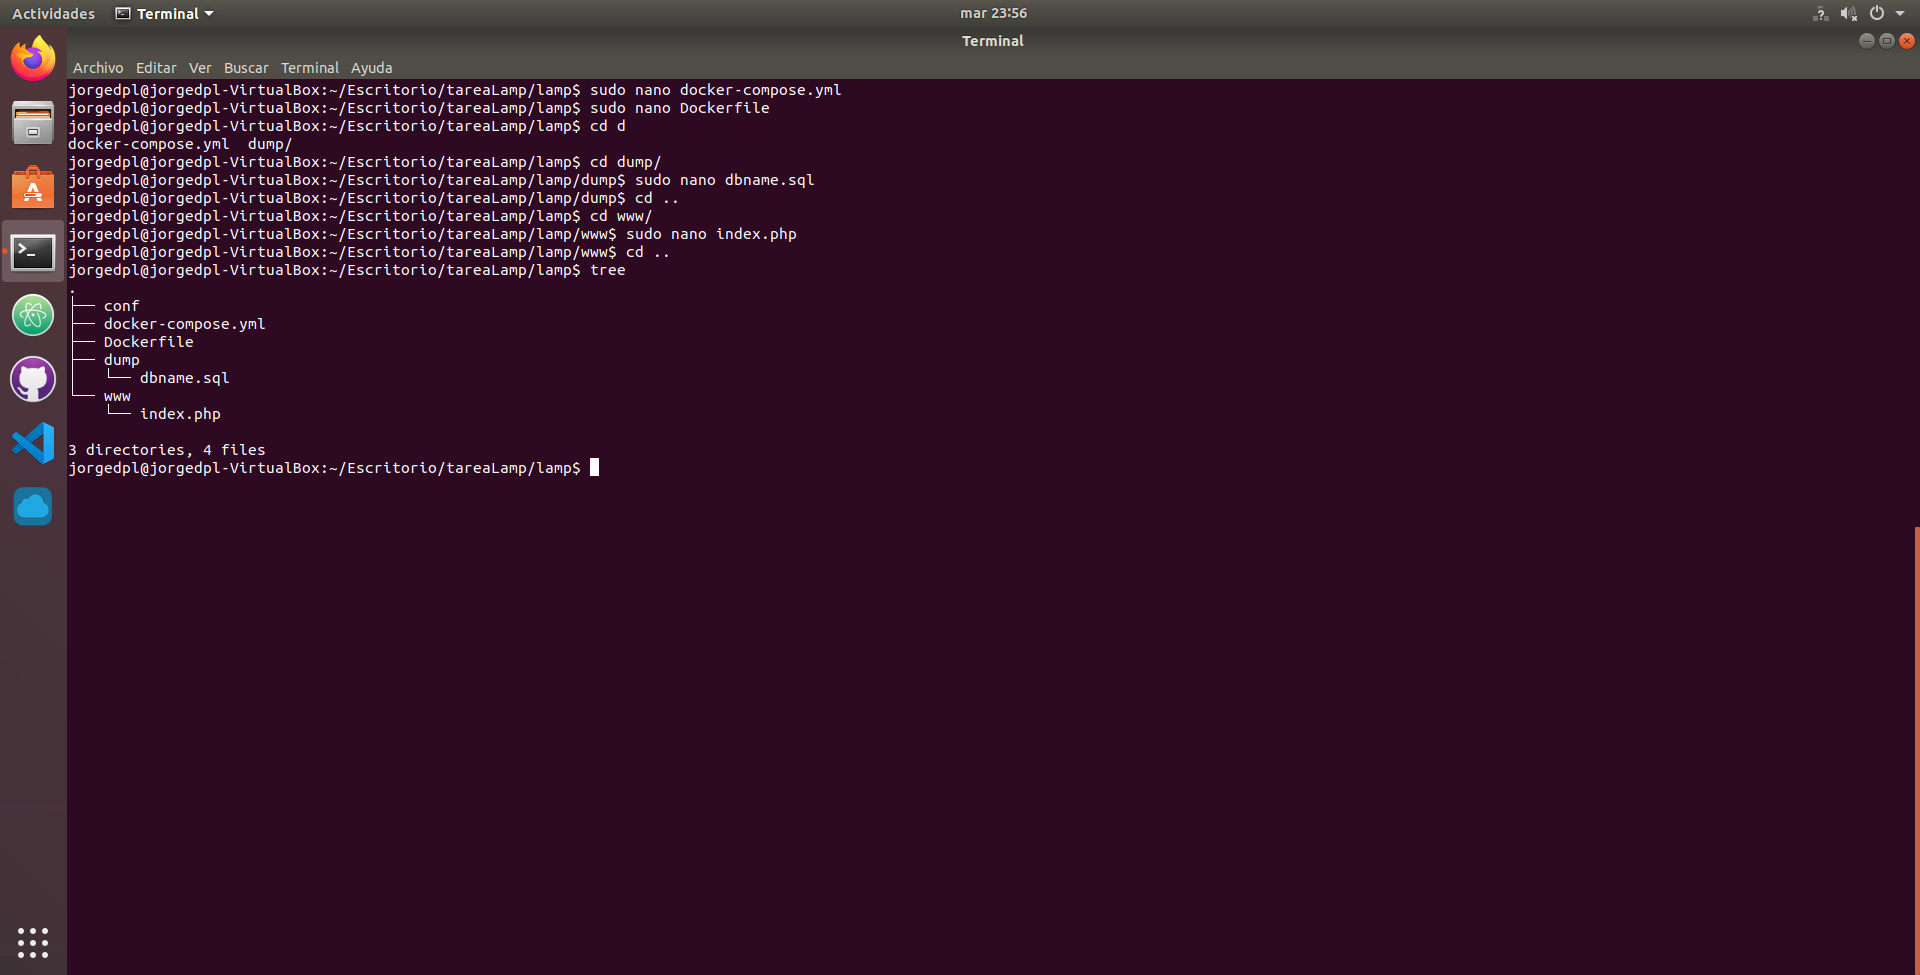 Actividades Terminal mar 23:56
Terminal
Archivo Editar Ver Buscar Terminal Ayuda
jorgedpl@jorgedpl-VirtualBox:~/Escritorio/tareaLamp/lamp$ sudo nano docker-compose.yml
jorgedpl@jorgedpl-VirtualBox:~/Escritorio/tareaLamp/lamp$ sudo nano Dockerfile
jorgedpl@jorgedpl-VirtualBox:~/Escritorio/tareaLamp/lamp$ cd d
docker-compose.yml  dump/
jorgedpl@jorgedpl-VirtualBox:~/Escritorio/tareaLamp/lamp$ cd dump/
jorgedpl@jorgedpl-VirtualBox:~/Escritorio/tareaLamp/lamp/dump$ sudo nano dbname.sql
jorgedpl@jorgedpl-VirtualBox:~/Escritorio/tareaLamp/lamp/dump$ cd ..
jorgedpl@jorgedpl-VirtualBox:~/Escritorio/tareaLamp/lamp$ cd www/
jorgedpl@jorgedpl-VirtualBox:~/Escritorio/tareaLamp/lamp/www$ sudo nano index.php
jorgedpl@jorgedpl-VirtualBox:~/Escritorio/tareaLamp/lamp/www$ cd ..
jorgedpl@jorgedpl-VirtualBox:~/Escritorio/tareaLamp/lamp$ tree
.
├── conf
├── docker-compose.yml
├── Dockerfile
├── dump
│   └── dbname.sql
└── www
    └── index.php
3 directories, 4 files
jorgedpl@jorgedpl-VirtualBox:~/Escritorio/tareaLamp/lamp$